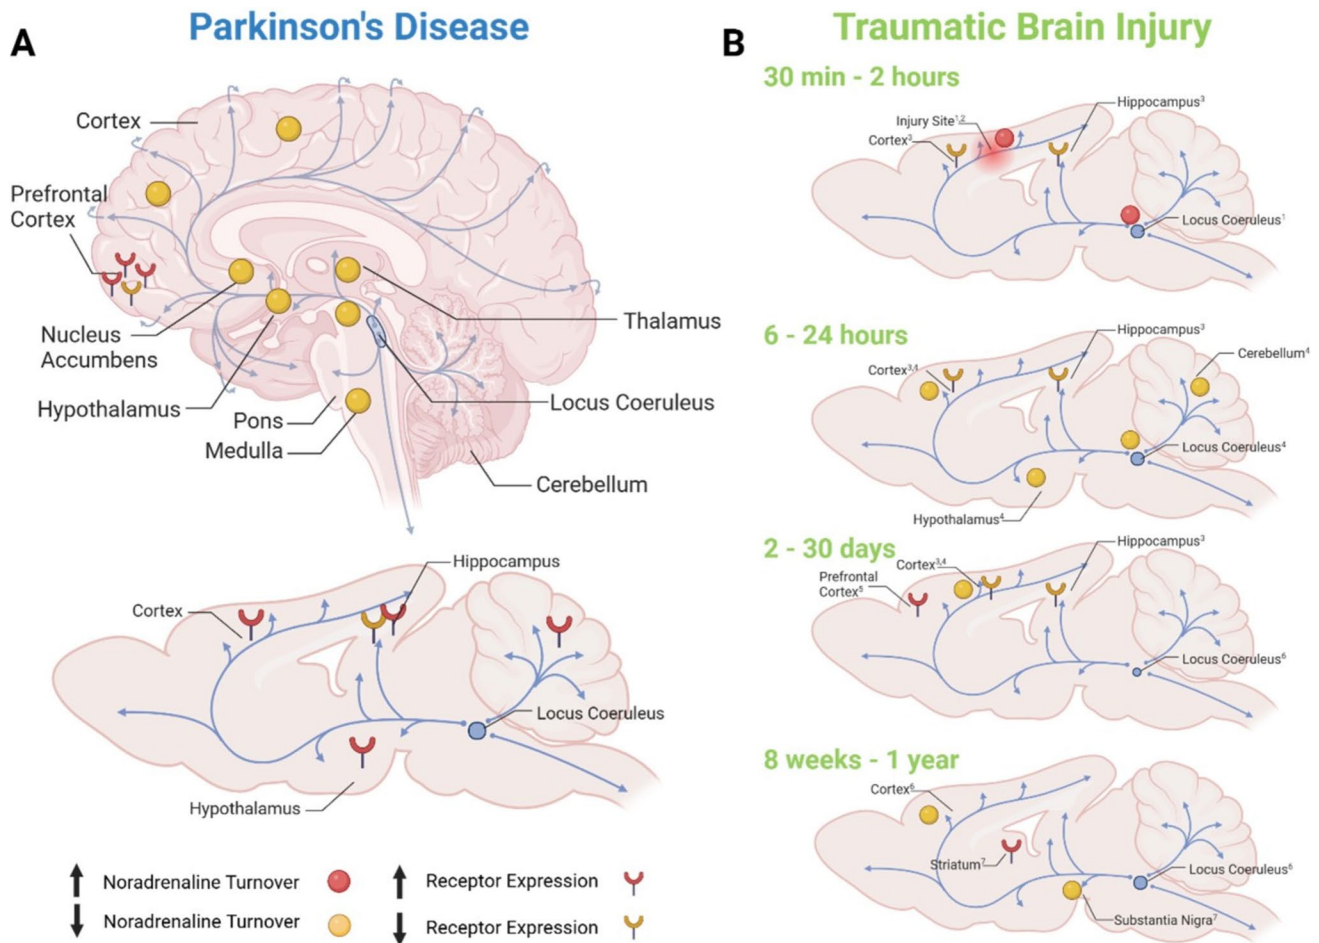 A
Parkinson's Disease
Cortex
Prefrontal
Cortex
Nucleus
Accumbens
Hypothalamus
Pons
Medulla
Thalamus
Locus Coeruleus
Cerebellum
Hippocampus
Cortex
Locus Coeruleus
Hypothalamus
Noradrenaline Turnover
Receptor Expression
Noradrenaline Turnover
Receptor Expression
B
Traumatic Brain Injury
30 min - 2 hours
Hippocampus³
Injury Site¹,²
Cortex³
Locus Coeruleus¹
6 - 24 hours
Hippocampus³
Cerebellum⁴
Cortex³,⁴
Locus Coeruleus⁴
Hypothalamus⁴
2 - 30 days
Hippocampus³
Cortex³,⁴
Prefrontal
Cortex⁵
Locus Coeruleus⁶
8 weeks - 1 year
Cortex⁶
Striatum⁷
Locus Coeruleus⁶
Substantia Nigra⁷